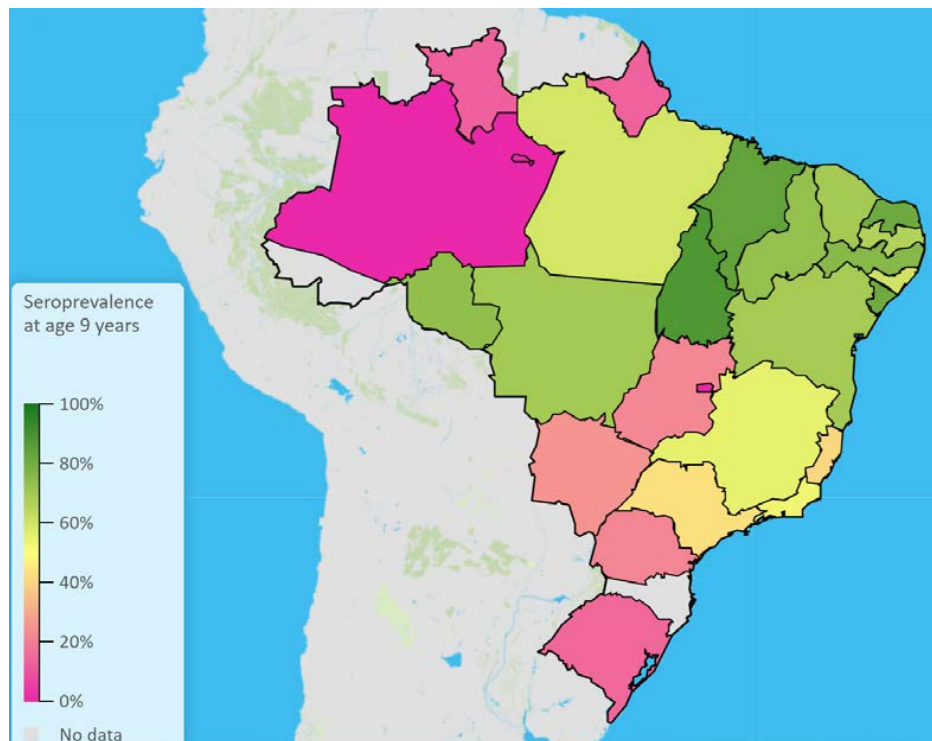 Seroprevalence
at age 9 years
100%
80%
60%
40%
20%
0%
No data